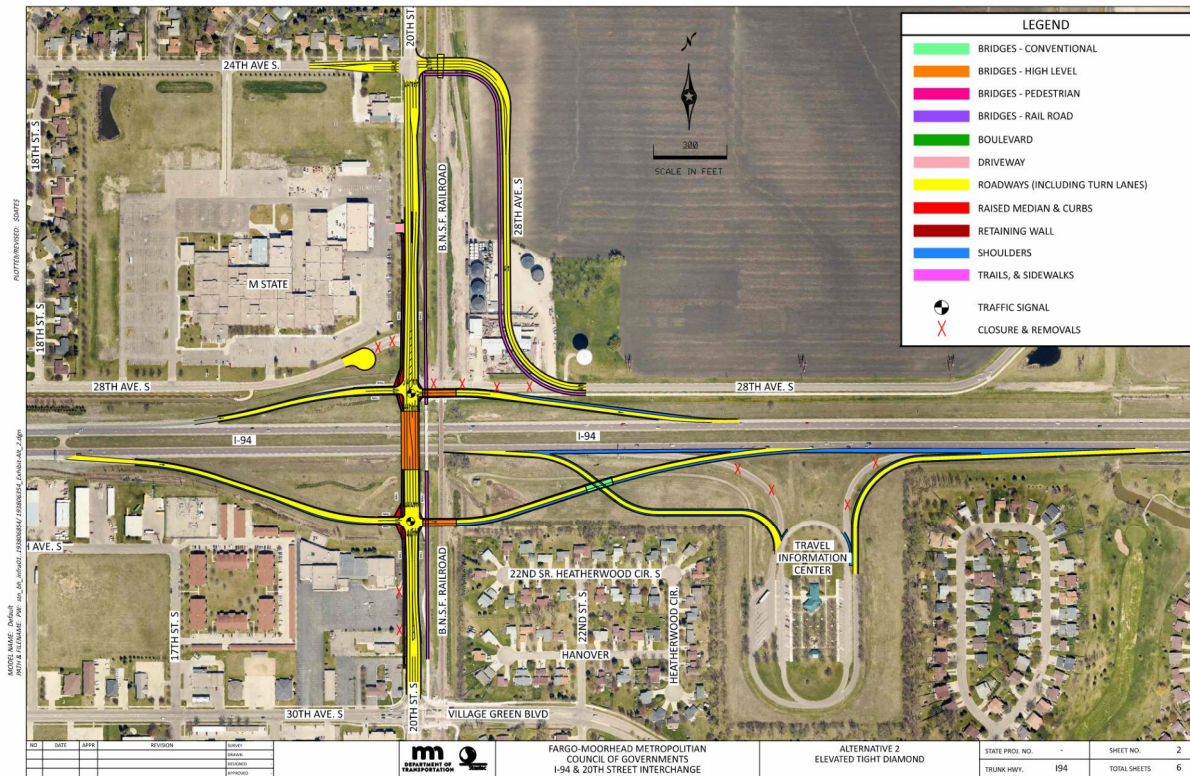 LEGEND
BRIDGES - CONVENTIONAL
BRIDGES - HIGH LEVEL
BRIDGES - PEDESTRIAN
BRIDGES - RAIL ROAD
BOULEVARD
DRIVEWAY
ROADWAYS (INCLUDING TURN LANES)
RAISED MEDIAN & CURBS
RETAINING WALL
SHOULDERS
TRAILS, & SIDEWALKS
TRAFFIC SIGNAL
CLOSURE & REMOVALS
N
300
SCALE IN FEET
20TH ST.
24TH AVE S.
18TH ST. S
18TH ST. S
B.N.S.F. RAILROAD
28TH AVE. S
M STATE
28TH AVE. S
28TH AVE. S
I-94
I-94
AVE. S
17TH ST. S
B.N.S.F. RAILROAD
22ND SR. HEATHERWOOD CIR. S
22ND ST. S
HANOVER
HEATHERWOOD CIR.
TRAVEL
INFORMATION
CENTER
30TH AVE. S
20TH ST. S
VILLAGE GREEN BLVD
PLOTTED/REVISED: SDATES
MODEL NAME: Default
NO DATE APPR REVISION
SURVEY
DRAWN
DESIGNED
APPROVED
DEPARTMENT OF
TRANSPORTATION
FARGO-MOORHEAD METROPOLITIAN
COUNCIL OF GOVERNMENTS
I-94 & 20TH STREET INTERCHANGE
ALTERNATIVE 2
ELEVATED TIGHT DIAMOND
STATE PROJ. NO. -
SHEET NO. 2
TRUNK HWY. I94
TOTAL SHEETS 6